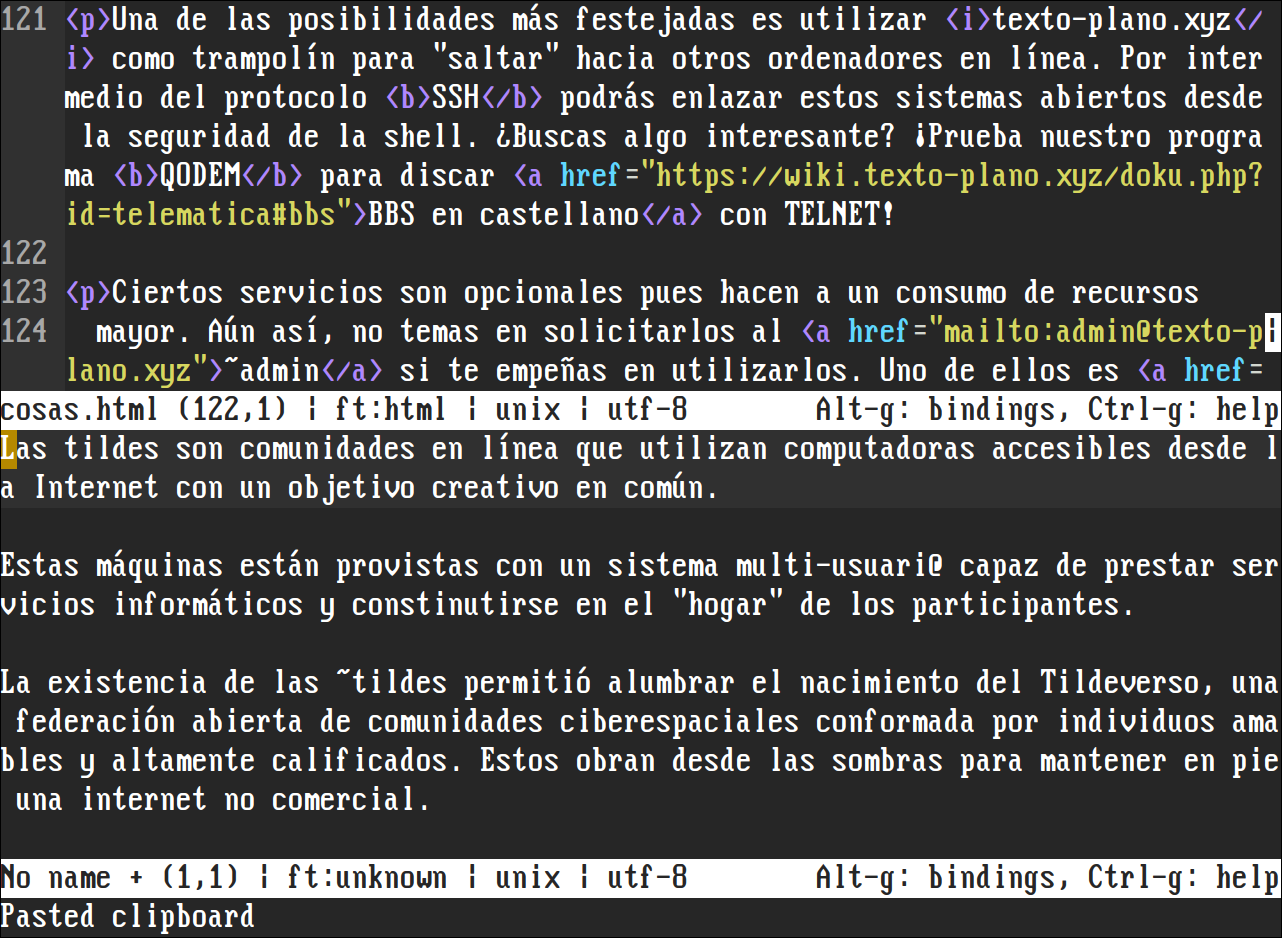 121 <p>Una de las posibilidades más festejadas es utilizar <i>texto-plano.xyz</
i> como trampolín para "saltar" hacia otros ordenadores en línea. Por inter
medio del protocolo <b>SSH</b> podrás enlazar estos sistemas abiertos desde
 la seguridad de la shell. ¿Buscas algo interesante? ¡Prueba nuestro progra
ma <b>QODEM</b> para discar <a href="https://wiki.texto-plano.xyz/doku.php?
id=telematica#bbs">BBS en castellano</a> con TELNET!
122
123 <p>Ciertos servicios son opcionales pues hacen a un consumo de recursos
124   mayor. Aún así, no temas en solicitarlos al <a href="mailto:admin@texto-p
lano.xyz">~admin</a> si te empeñas en utilizarlos. Uno de ellos es <a href=
cosas.html (122,1) | ft:html | unix | utf-8        Alt-g: bindings, Ctrl-g: help
Las tildes son comunidades en línea que utilizan computadoras accesibles desde l
a Internet con un objetivo creativo en común.
Estas máquinas están provistas con un sistema multi-usuari@ capaz de prestar ser
vicios informáticos y constinutirse en el "hogar" de los participantes.
La existencia de las ~tildes permitió alumbrar el nacimiento del Tildeverso, una
 federación abierta de comunidades ciberespaciales conformada por individuos ama
bles y altamente calificados. Estos obran desde las sombras para mantener en pie
 una internet no comercial.
No name + (1,1) | ft:unknown | unix | utf-8        Alt-g: bindings, Ctrl-g: help
Pasted clipboard